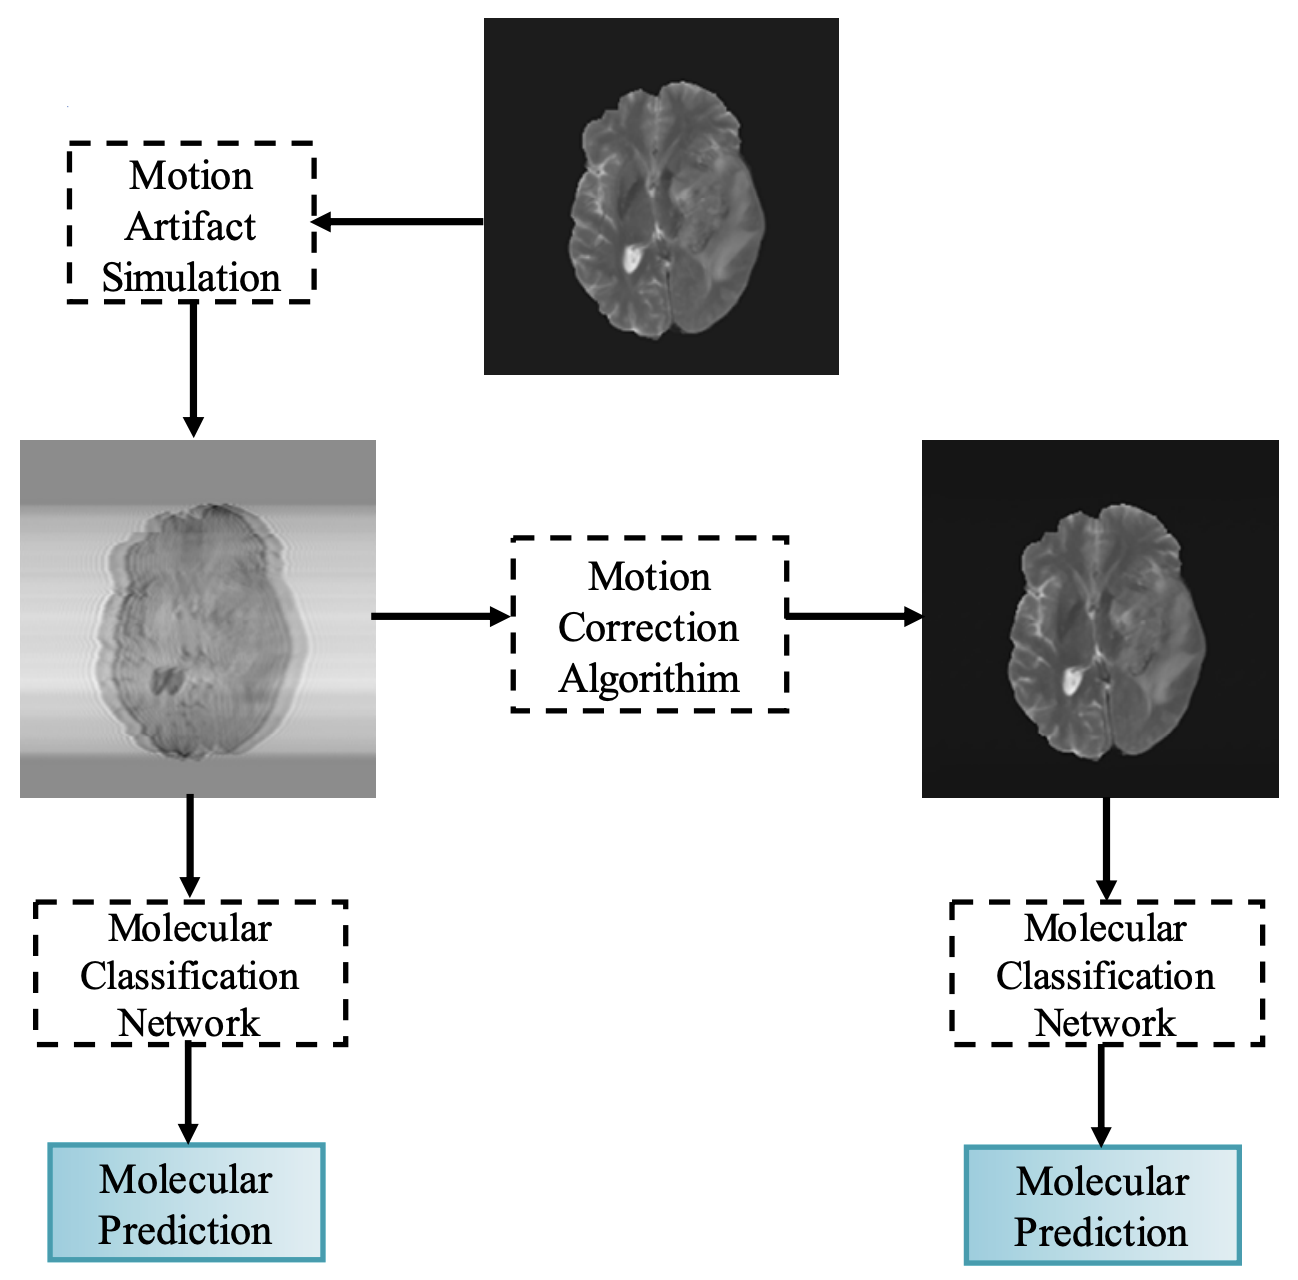 Motion
Artifact
Simulation
Motion
Correction
Algorithim
Molecular
Classification
Network
Molecular
Classification
Network
Molecular
Prediction
Molecular
Prediction